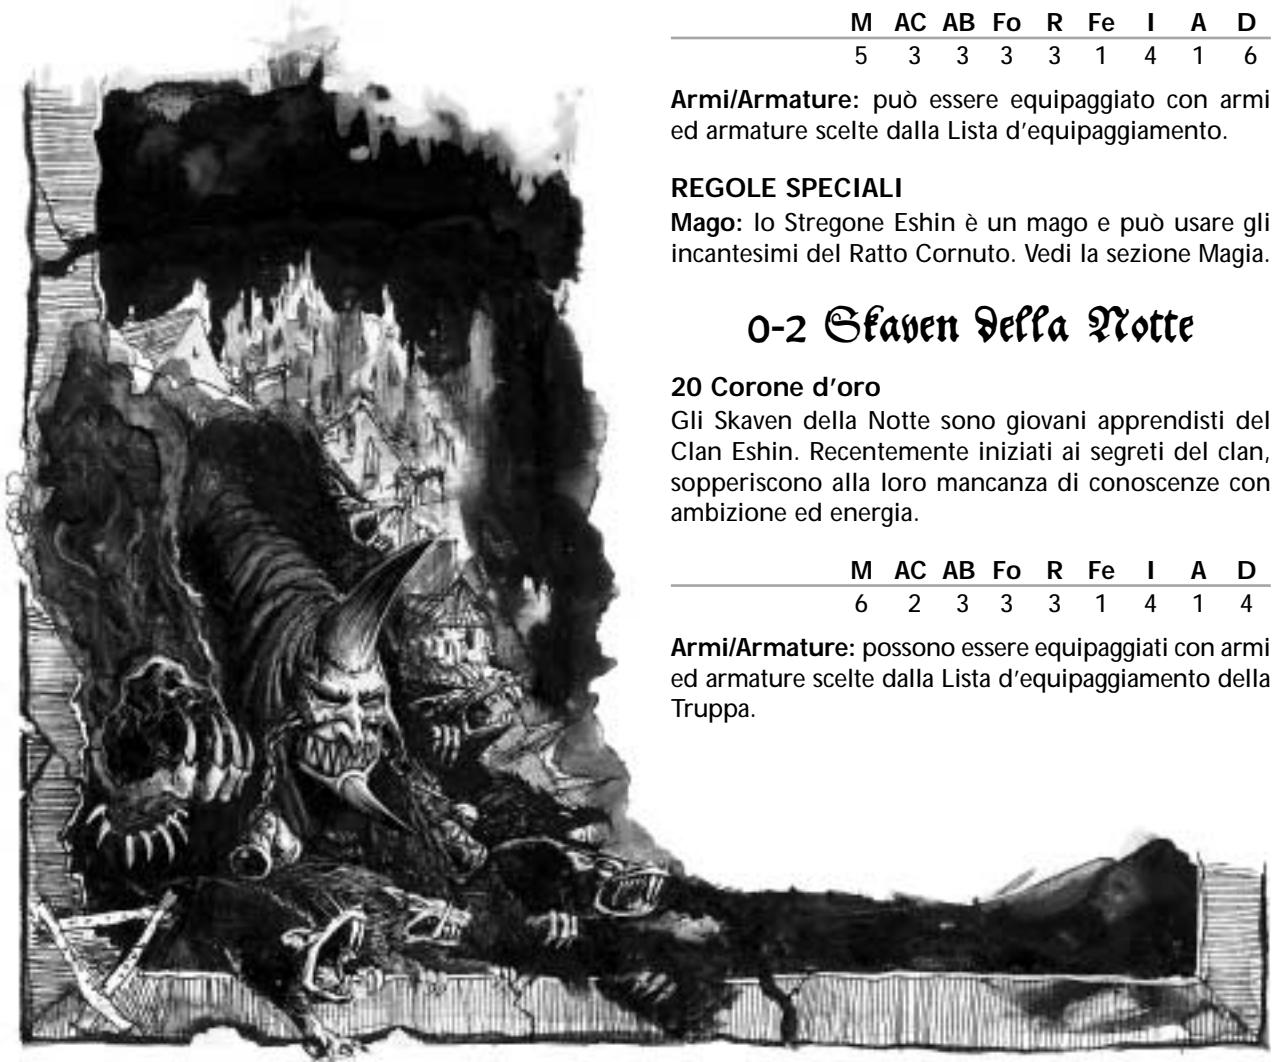 M AC AB Fo R Fe I A D
5 3 3 3 3 1 4 1 6
Armi/Armature: può essere equipaggiato con armi
ed armature scelte dalla Lista d'equipaggiamento.
REGOLE SPECIALI
Mago: lo Stregone Eshin è un mago e può usare gli
incantesimi del Ratto Cornuto. Vedi la sezione Magia.
0-2 Skaven della Notte
20 Corone d'oro
Gli Skaven della Notte sono giovani apprendisti del
Clan Eshin. Recentemente iniziati ai segreti del clan,
sopperiscono alla loro mancanza di conoscenze con
ambizione ed energia.
M AC AB Fo R Fe I A D
6 2 3 3 3 1 4 1 4
Armi/Armature: possono essere equipaggiati con armi
ed armature scelte dalla Lista d'equipaggiamento della
Truppa.